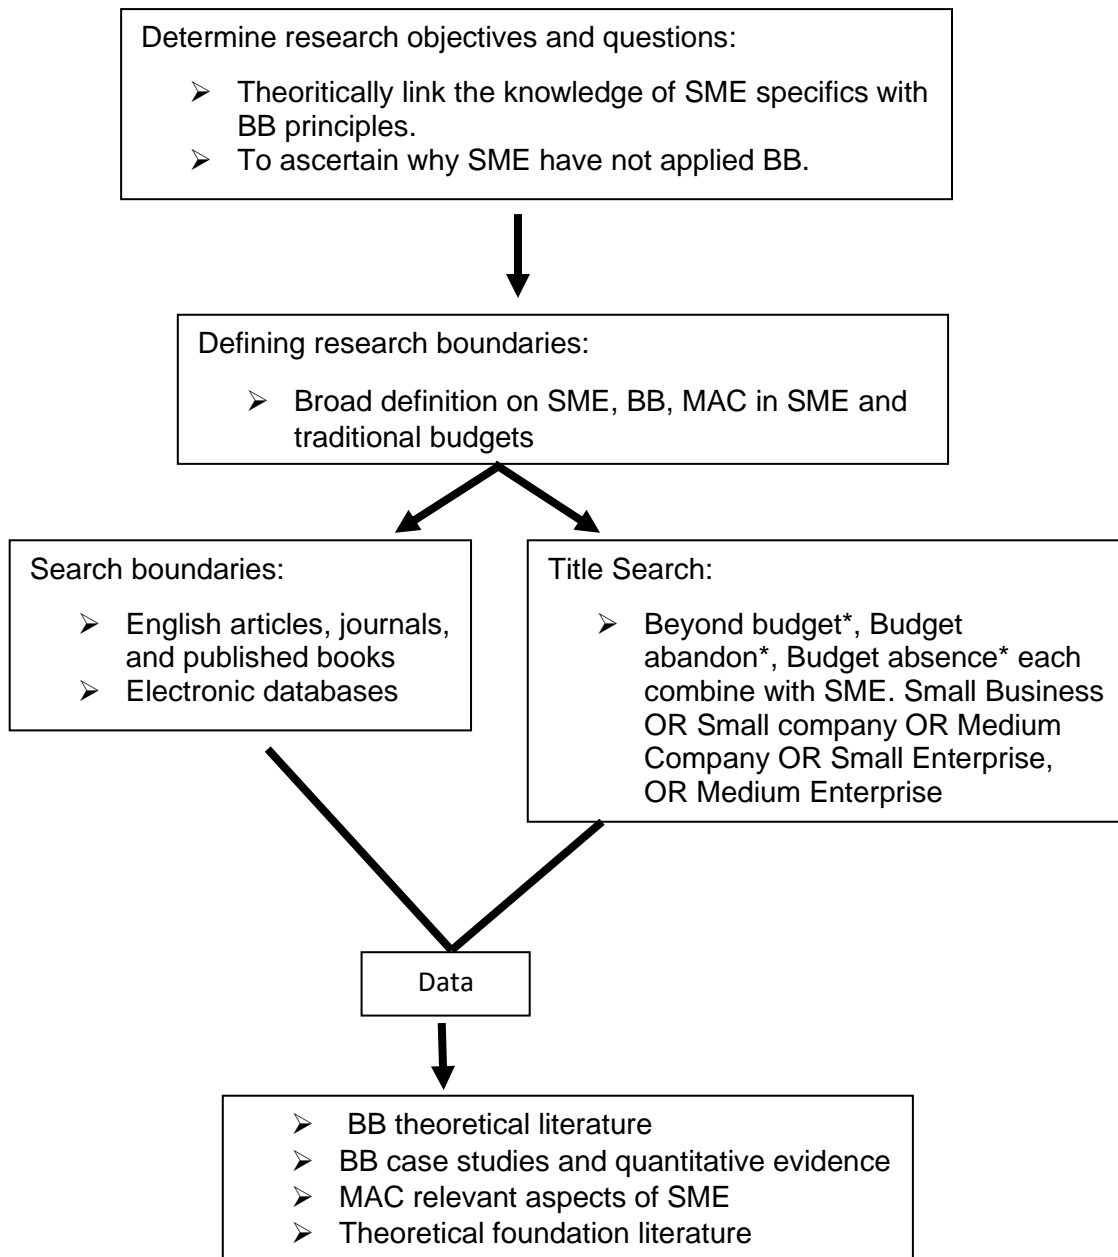 Determine research objectives and questions:
➢ Theoritically link the knowledge of SME specifics with
BB principles.
➢ To ascertain why SME have not applied BB.
Defining research boundaries:
➢ Broad definition on SME, BB, MAC in SME and
traditional budgets
Search boundaries:
➢ English articles, journals,
and published books
➢ Electronic databases
Title Search:
➢ Beyond budget*, Budget
abandon*, Budget absence* each
combine with SME. Small Business
OR Small company OR Medium
Company OR Small Enterprise,
OR Medium Enterprise
Data
➢ BB theoretical literature
➢ BB case studies and quantitative evidence
➢ MAC relevant aspects of SME
➢ Theoretical foundation literature